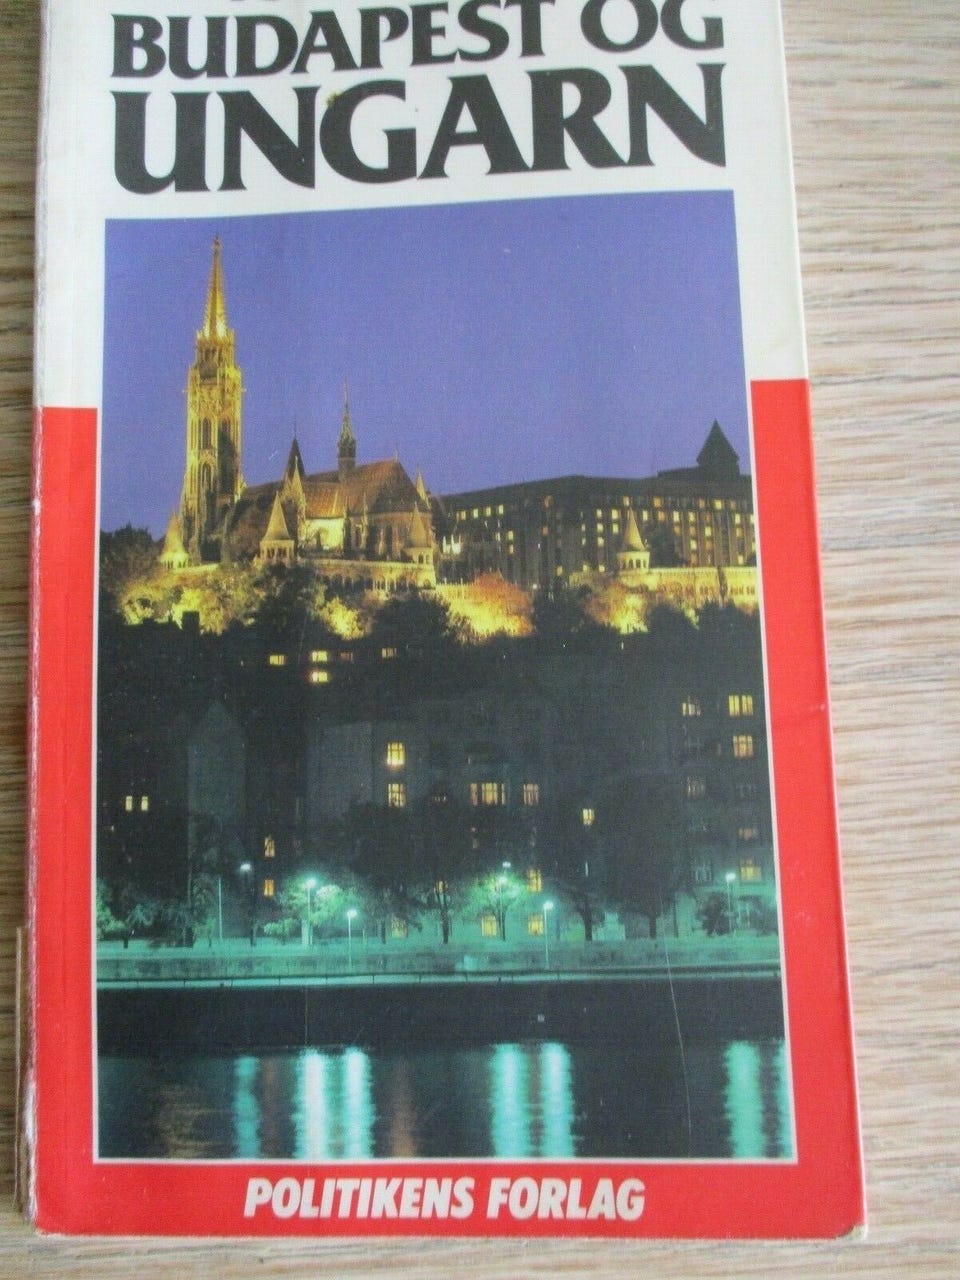 BUDAPEST OG
UNGARN
POLITIKENS FORLAG